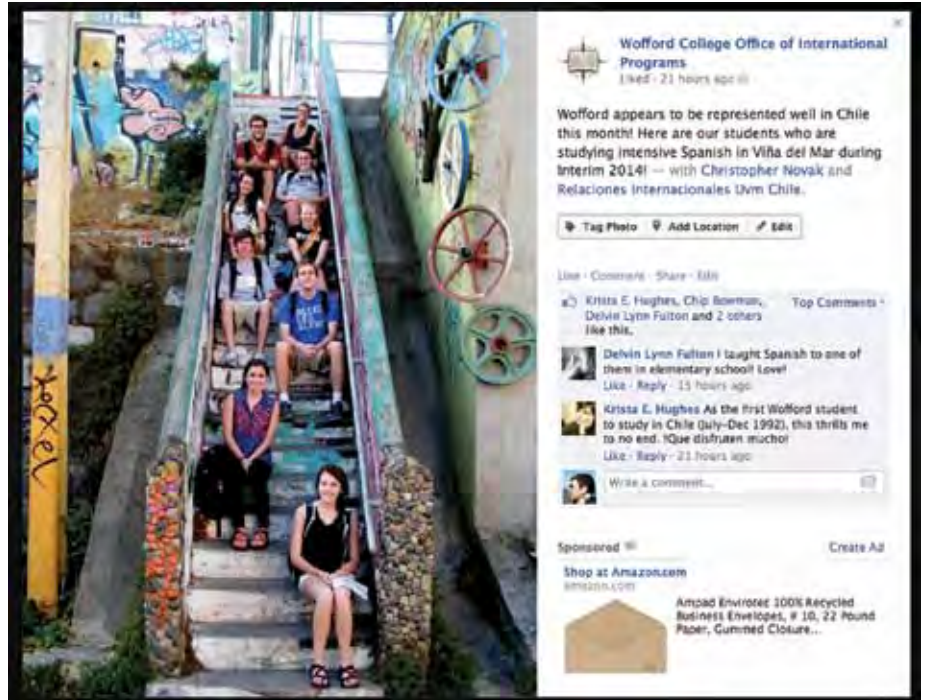 Wofford College Office of International
Programs
Liked · 21 hours ago
Wofford appears to be represented well in Chile
this month! Here are our students who are
studying intensive Spanish in Viña del Mar during
Interim 2014! — with Christopher Novak and
Relaciones Internacionales Uvm Chile.
Tag Photo Add Location Edit
Like · Comment · Share · Edit
Krista E. Hughes, Chip Bowman,
Delvin Lynn Fulton and 2 others
like this.
Top Comments
Delvin Lynn Fulton I taught Spanish to one of
them in elementary school! Love!
Like · Reply · 15 hours ago
Krista E. Hughes As the first Wofford student
to study in Chile (July-Dec 1992), this thrills me
to no end. !Que disfruten mucho!
Like · Reply · 21 hours ago
Write a comment...
Sponsored
Create Ad
Shop at Amazon.com
amazon.com
Ampad Envirotec 100% Recycled
Business Envelopes, # 10, 22 Pound
Paper, Gummed Closure...